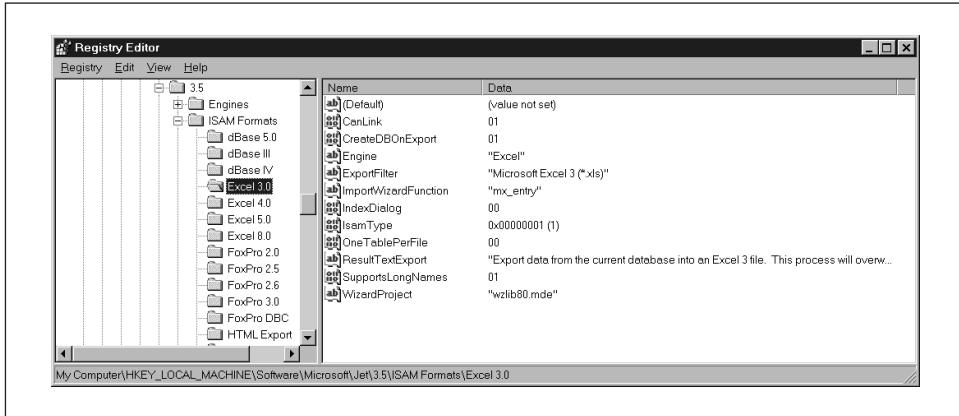 Registry Editor
Registry Edit View Help
3.5
Engines
ISAM Formats
dBase 5.0
dBase III
dBase IV
Excel 3.0
Excel 4.0
Excel 5.0
Excel 8.0
FoxPro 2.0
FoxPro 2.5
FoxPro 2.6
FoxPro 3.0
FoxPro DBC
HTML Export
Name Data
(Default) (value not set)
CanLink 01
CreateDBOnExport 01
Engine "Excel"
ExportFilter "Microsoft Excel 3 (*.xls)"
ImportWizardFunction "mx_entry"
IndexDialog 00
IsamType 0x00000001 (1)
OneTablePerFile 00
ResultTextExport "Export data from the current database into an Excel 3 file. This process will overw...
SupportsLongNames 01
WizardProject "wzlib80.mde"
My Computer\HKEY_LOCAL_MACHINE\Software\Microsoft\Jet\3.5\ISAM Formats\Excel 3.0